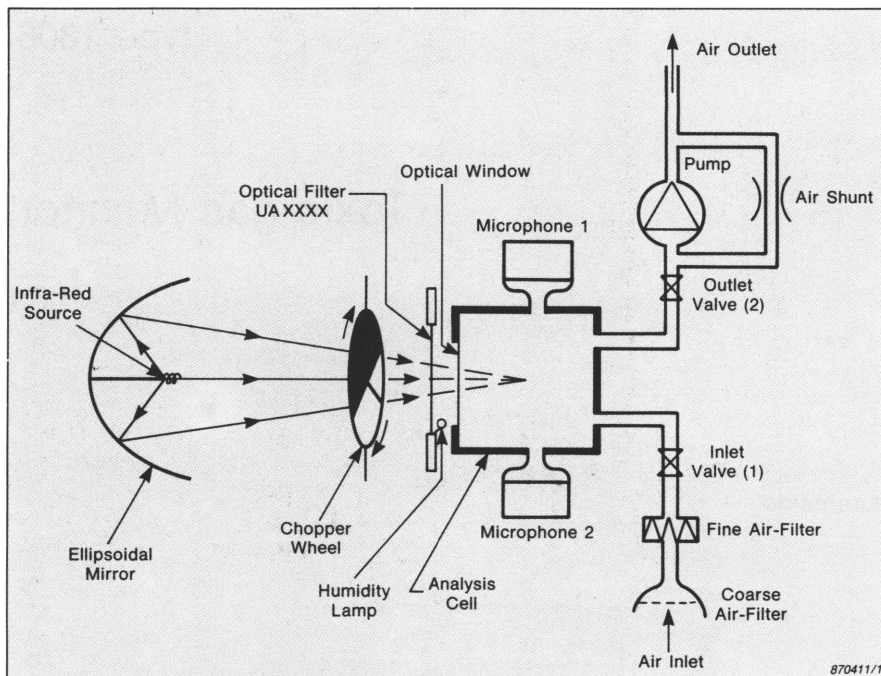 Air Outlet
Pump
Optical Window
Optical Filter
UA XXXX
Air Shunt
Microphone 1
Infra-Red
Source
Outlet
Valve (2)
Inlet
Valve (1)
Chopper
Wheel
Microphone 2
Fine Air-Filter
Ellipsoidal
Mirror
Humidity
Lamp
Analysis
Cell
Coarse
Air-Filter
Air Inlet
870411/1